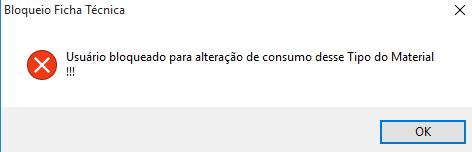 Bloqueio Ficha Técnica
Usuário bloqueado para alteração de consumo desse Tipo do Material
!!!
OK